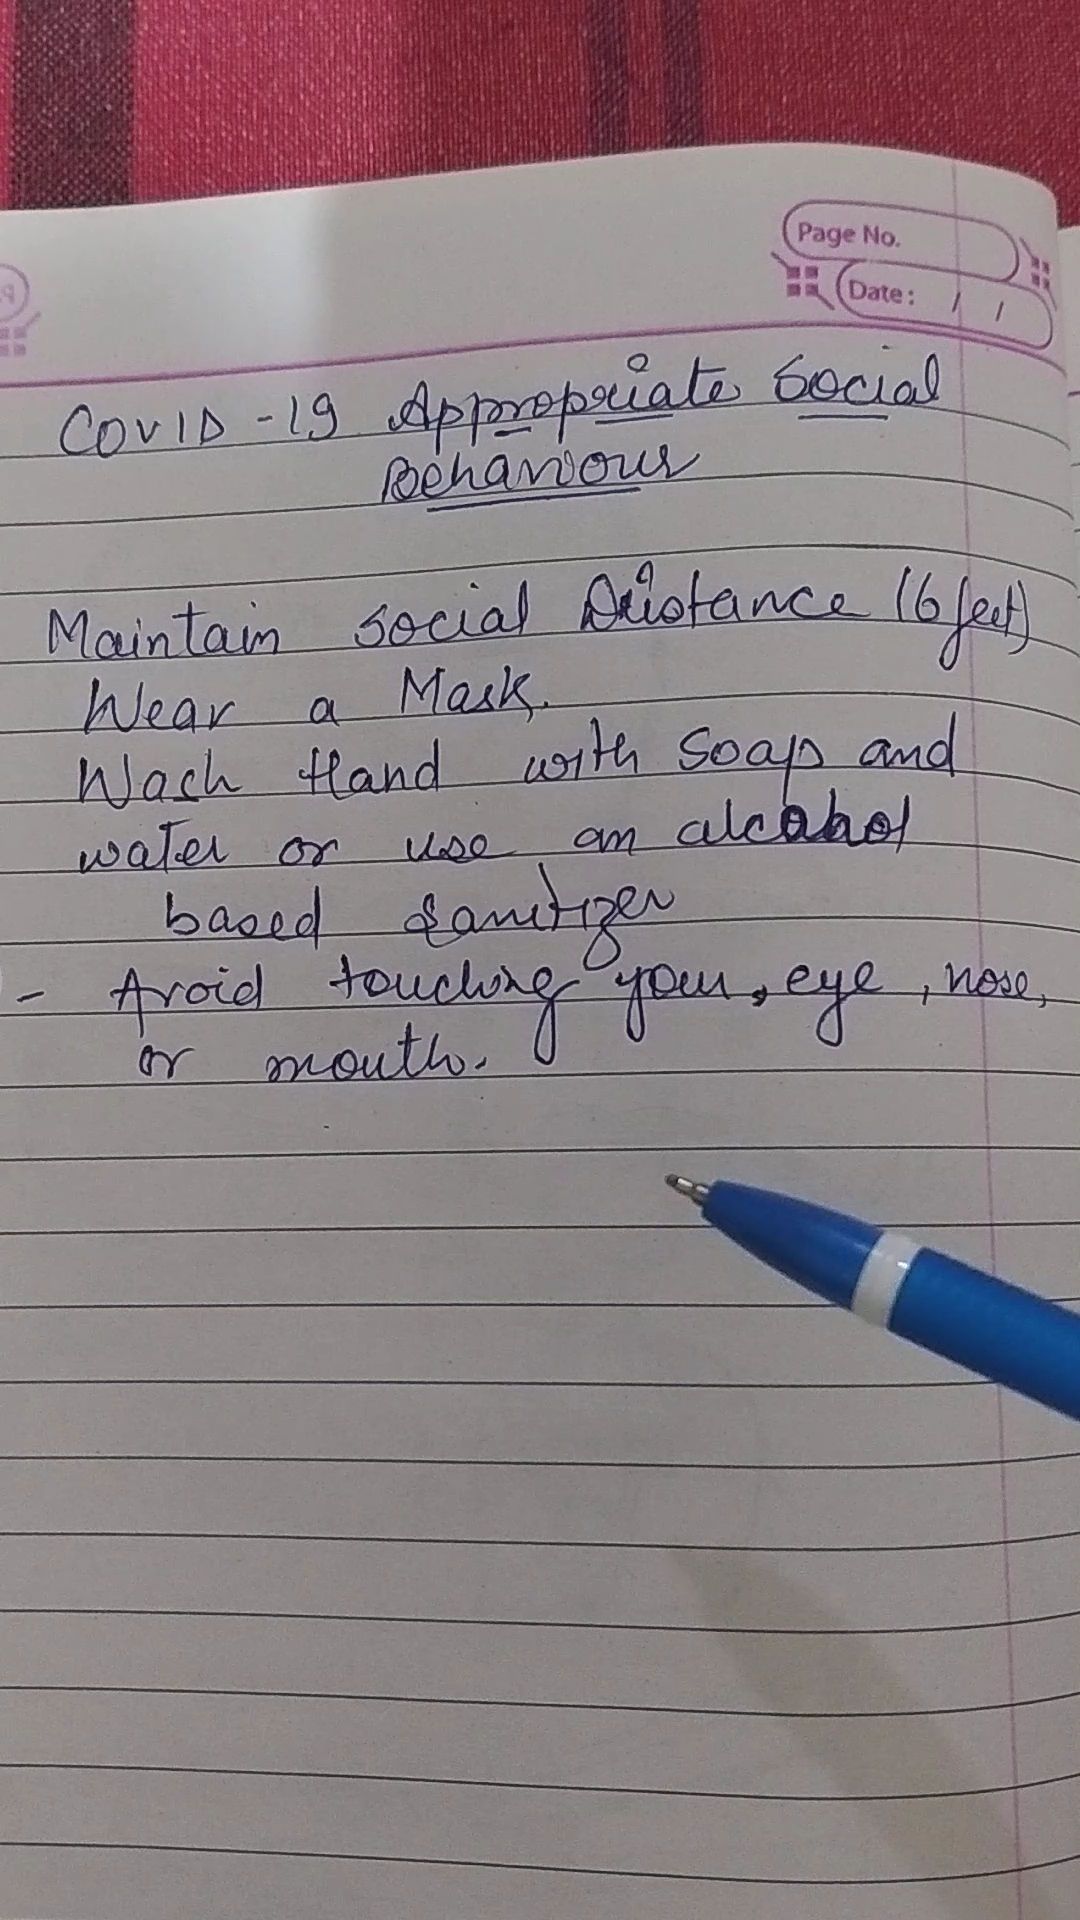 Page No.
Date: / /
COVID-19 Appropriate Social
Behaviour
Maintain social Distance (6 feet)
Wear a Mask.
Wash Hand with Soap and
water or use an alcohol
based sanitizer
- Avoid touching your, eye, nose,
or mouth.